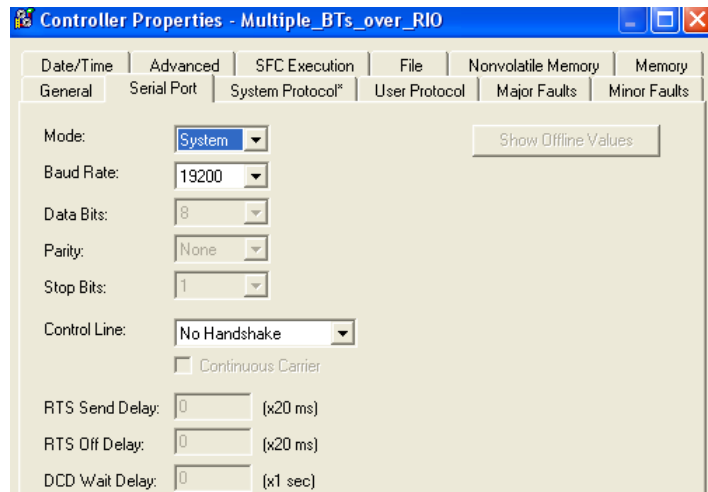 Controller Properties - Multiple_BTs_over_RIO
Date/Time Advanced SFC Execution File Nonvolatile Memory Memory
General Serial Port System Protocol* User Protocol Major Faults Minor Faults
Mode: System Show Offline Values
Baud Rate: 19200
Data Bits: 8
Parity: None
Stop Bits: 1
Control Line: No Handshake
Continuous Carrier
RTS Send Delay: 0 (x20 ms)
RTS Off Delay: 0 (x20 ms)
DCD Wait Delay: 0 (x1 sec)